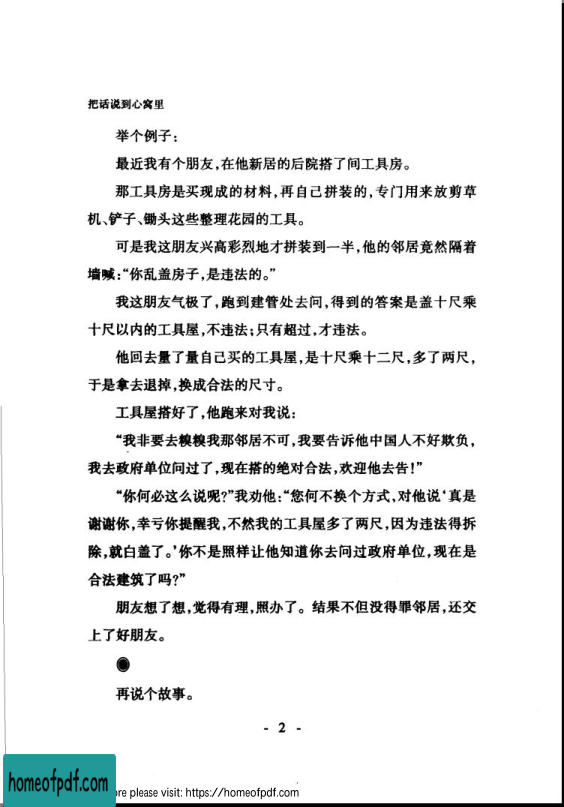 把话说到心窝里
举个例子：
最近我有个朋友，在他新居的后院搭了间工具房。
那工具房是买现成的材料，再自己拼装的，专门用来放剪草
机、铲子、锄头这些整理花园的工具。
可是我这朋友兴高彩烈地才拼装到一半，他的邻居竟然隔着
墙喊：“你乱盖房子，是违法的。”
我这朋友气极了，跑到建管处去问，得到的答案是盖十尺乘
十尺以内的工具屋，不违法；只有超过，才违法。
他回去量了量自己买的工具屋，是十尺乘十二尺，多了两尺，
于是拿去退掉，换成合法的尺寸。
工具屋搭好了，他跑来对我说：
“我非要去糗糗我那邻居不可，我要告诉他中国人不好欺负，
我去政府单位问过了，现在搭的绝对合法，欢迎他去告！”
“你何必这么说呢？”我劝他：“您何不换个方式，对他说‘真是
谢谢你，幸亏你提醒我，不然我的工具屋多了两尺，因为违法得拆
除，就白盖了。’你不是照样让他知道你去问过政府单位，现在是
合法建筑了吗？”
朋友想了想，觉得有理，照办了。结果不但没得罪邻居，还交
上了好朋友。
再说个故事。
- 2 -
homeofpdf.com
re please visit: https://homeofpdf.com